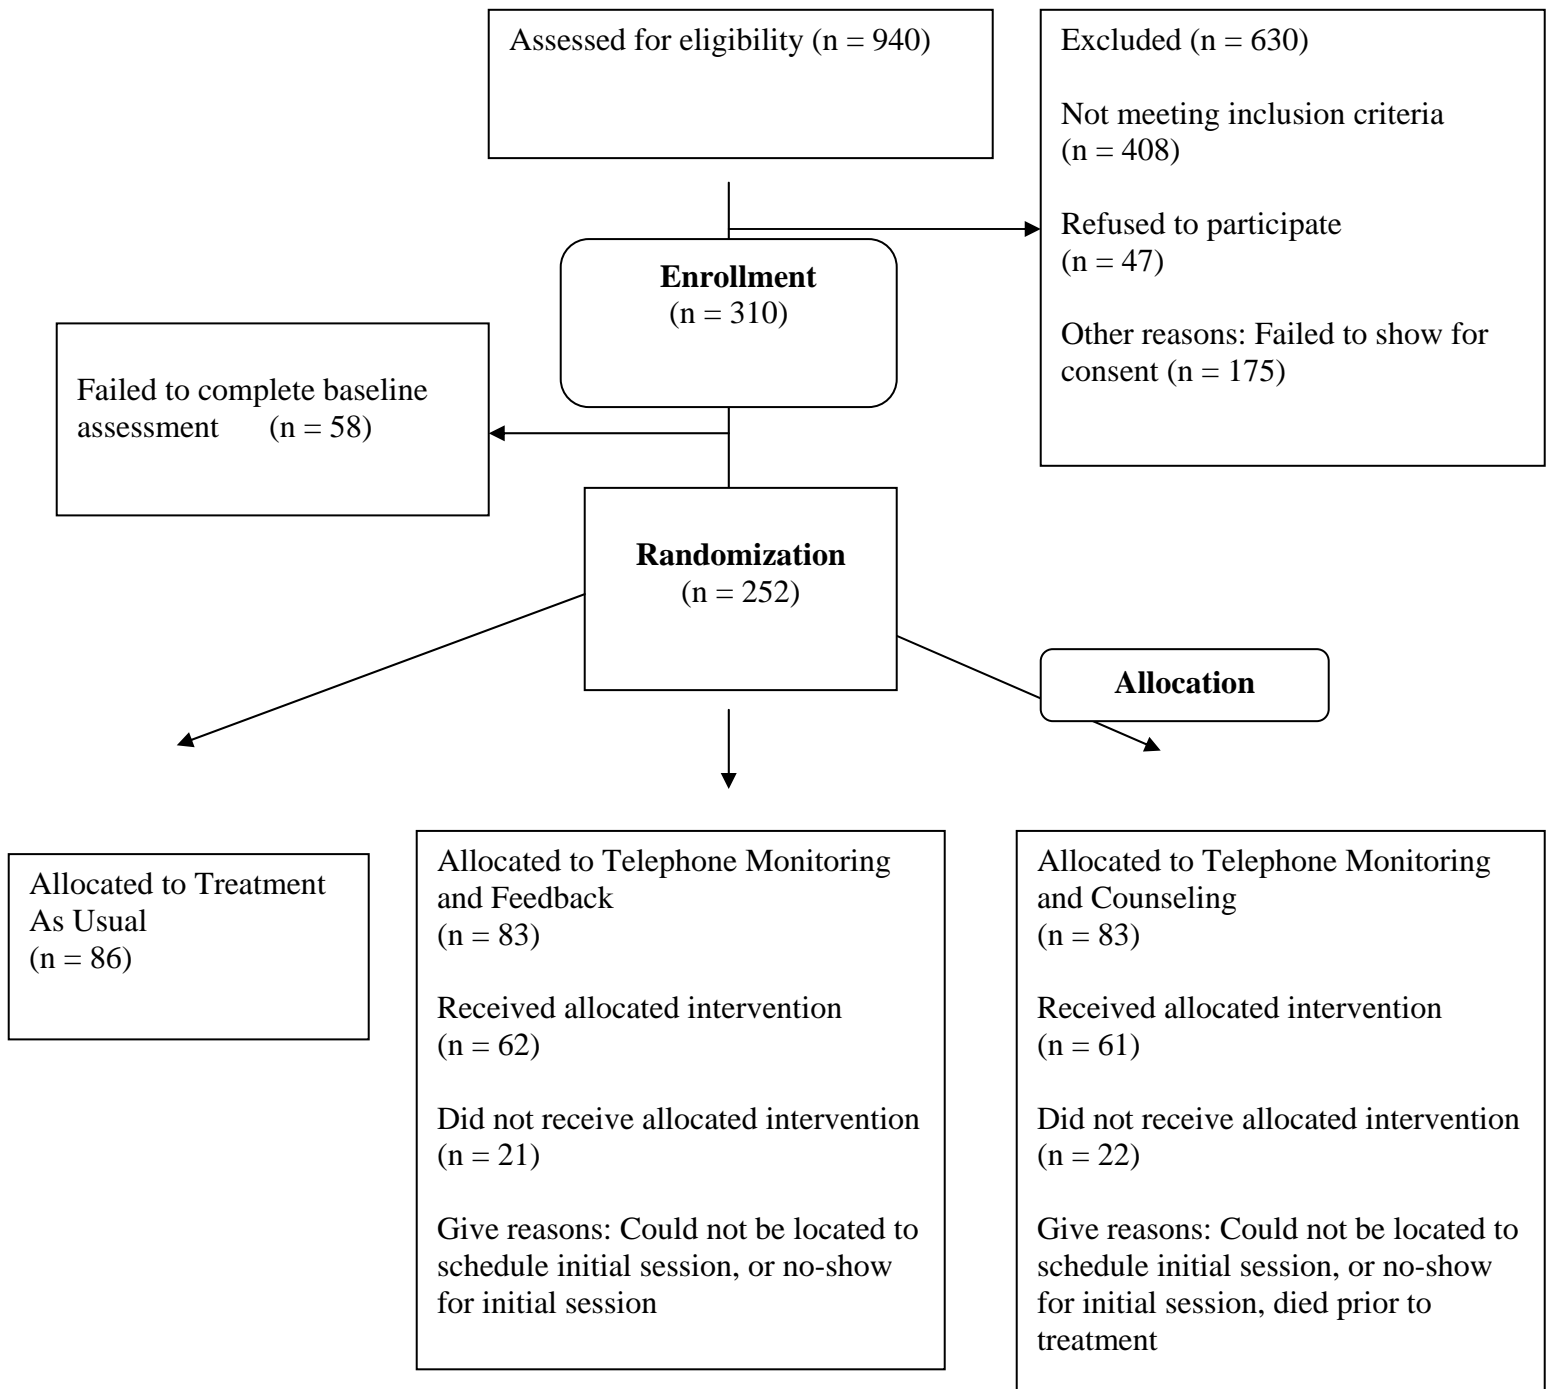 Assessed for eligibility (n = 940)
Excluded (n = 630)
Not meeting inclusion criteria
(n = 408)
Refused to participate
(n = 47)
Other reasons: Failed to show for
consent (n = 175)
Enrollment
(n = 310)
Failed to complete baseline
assessment (n = 58)
Randomization
(n = 252)
Allocation
Allocated to Treatment
As Usual
(n = 86)
Allocated to Telephone Monitoring
and Feedback
(n = 83)
Received allocated intervention
(n = 62)
Did not receive allocated intervention
(n = 21)
Give reasons: Could not be located to
schedule initial session, or no-show
for initial session
Allocated to Telephone Monitoring
and Counseling
(n = 83)
Received allocated intervention
(n = 61)
Did not receive allocated intervention
(n = 22)
Give reasons: Could not be located to
schedule initial session, or no-show
for initial session, died prior to
treatment